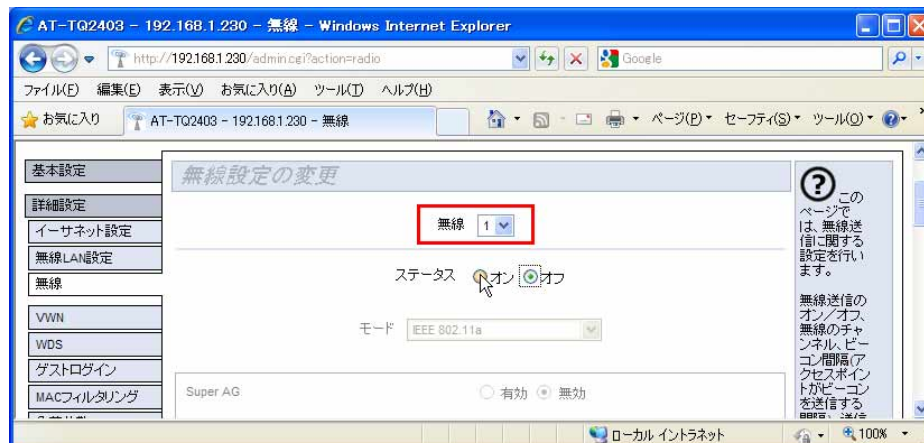 AT-TQ2403 - 192.168.1.230 - 無線 - Windows Internet Explorer
http://192.168.1.230/admin.cgi?action=radio
Google
ファイル(F) 編集(E) 表示(V) お気に入り(A) ツール(T) ヘルプ(H)
お気に入り
AT-TQ2403 - 192.168.1.230 - 無線
ページ(P) セーフティ(S) ツール(O)
基本設定
詳細設定
イーサネット設定
無線LAN設定
無線
VWN
WDS
ゲストログイン
MACフィルタリング
無線設定の変更
無線 1
ステータス オン オフ
モード IEEE 802.11a
Super AG 有効 無効
この
ページで
は、無線送
信に関する
設定を行い
ます。
無線送信の
オン/オフ、
無線のチャ
ンネル、ビー
コン間隔(ア
クセスポイン
トがビーコン
を送信する
ローカル イントラネット
100%